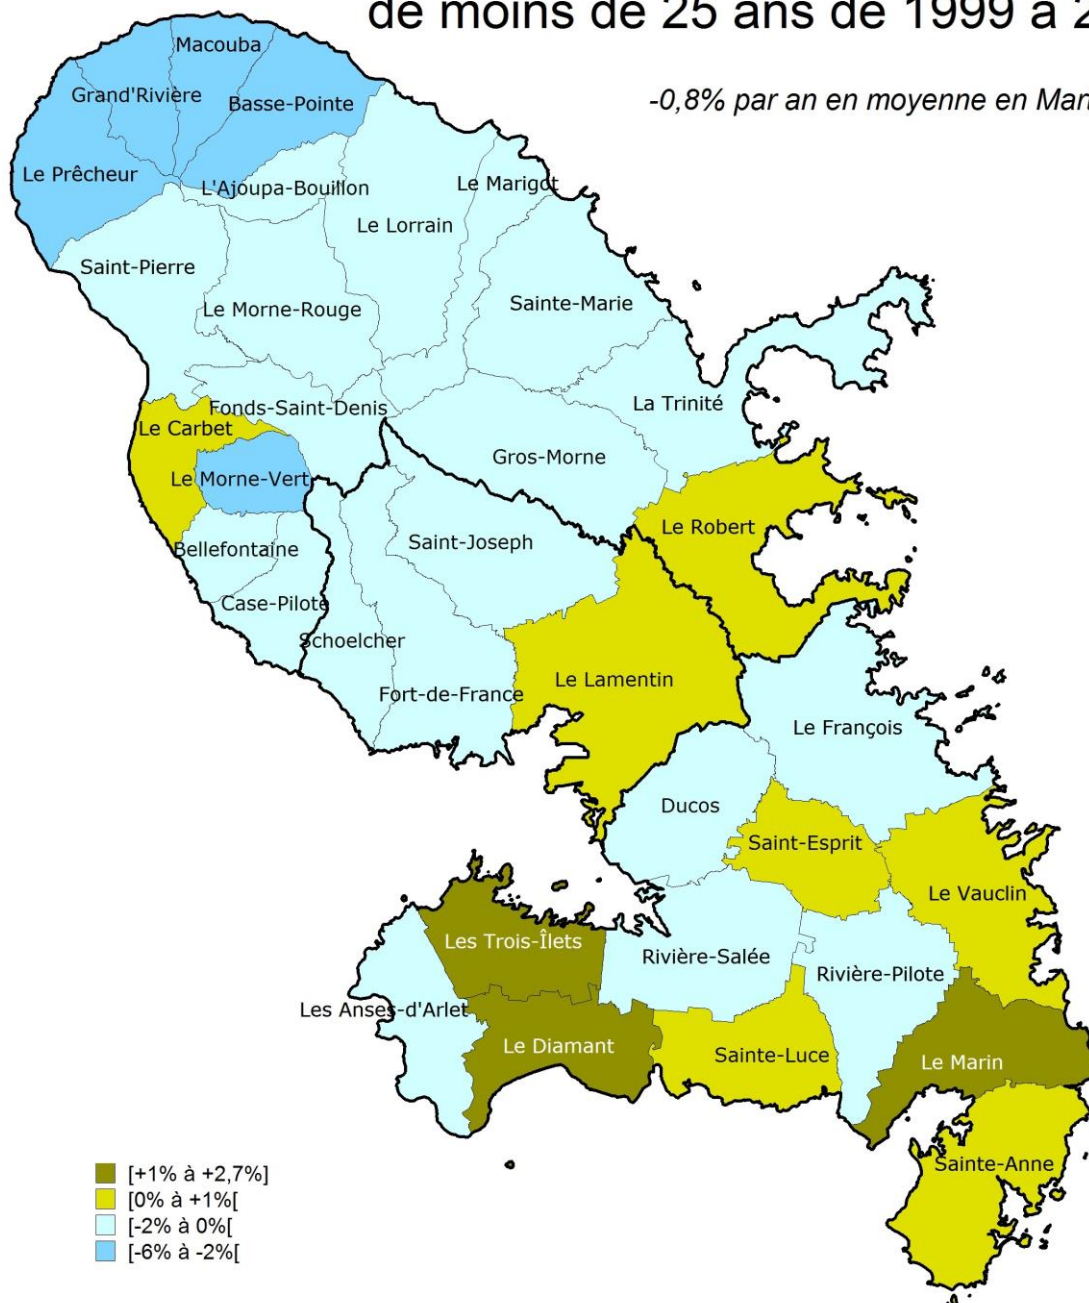 de moins de 25 ans de 1999 à 2
-0,8% par an en moyenne en Mar
Macouba
Grand'Rivière
Basse-Pointe
Le Prêcheur
L'Ajoupa-Bouillon
Le Marigot
Le Lorrain
Saint-Pierre
Le Morne-Rouge
Sainte-Marie
La Trinité
Fonds-Saint-Denis
Le Carbet
Gros-Morne
Le Morne-Vert
Le Robert
Saint-Joseph
Bellefontaine
Case-Pilote
Schoelcher
Le Lamentin
Fort-de-France
Le François
Ducos
Saint-Esprit
Le Vauclin
Les Trois-Îlets
Rivière-Salée
Rivière-Pilote
Les Anses-d'Arlet
Le Diamant
Sainte-Luce
Le Marin
Sainte-Anne
[+1% à +2,7%]
[0% à +1%[
[-2% à 0%[
[-6% à -2%[